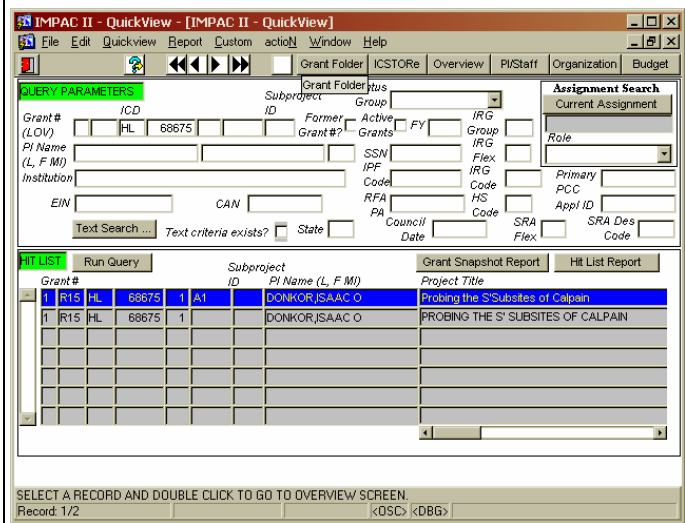 IMPAC II - QuickView - [IMPAC II - QuickView]
File Edit Quickview Report Custom actioN Window Help
Grant Folder ICSTORe Overview PI/Staff Organization Budget
Grant Folder
QUERY PARAMETERS Subproject ID Status Group Assignment Search
Current Assignment
Grant# (LOV) ICD HL 68675 Former Grant#? Active Grants FY IRG Group Role
PI Name (L, F MI) SSN IRG Flex
Institution IPF Code IRG Code Primary PCC
EIN CAN RFA PA HS Code Appl ID
Text Search ... Text criteria exists? State Council Date SRA Flex SRA Des Code
HIT LIST Run Query Grant Snapshot Report Hit List Report
Grant# Subproject ID PI Name (L, F MI) Project Title
1 R15 HL 68675 1 A1 DONKOR,ISAAC O Probing the S'Subsites of Calpain
1 R15 HL 68675 1 DONKOR,ISAAC O PROBING THE S' SUBSITES OF CALPAIN
SELECT A RECORD AND DOUBLE CLICK TO GO TO OVERVIEW SCREEN.
Record: 1/2 <OSC> <DBG>